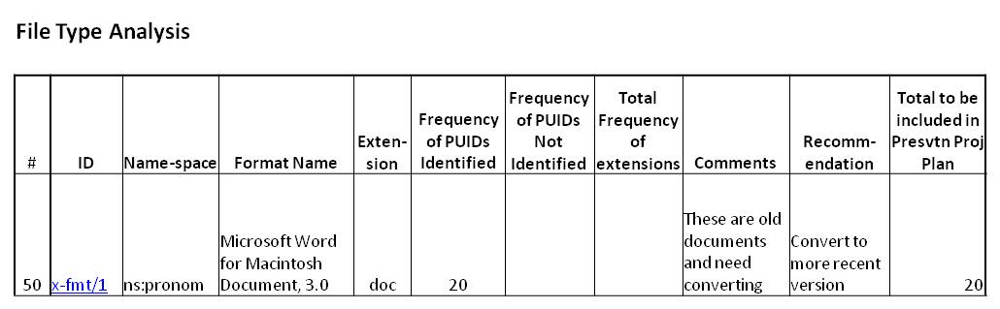 File Type Analysis
# ID Name-space Format Name Exten-sion Frequency of PUIDs Identified Frequency of PUIDs Not Identified Total Frequency of extensions Comments Recomm-endation Total to be included in Presvtn Proj Plan
50 x-fmt/1 ns:pronom Microsoft Word for Macintosh Document, 3.0 doc 20 These are old documents and need converting Convert to more recent version 20